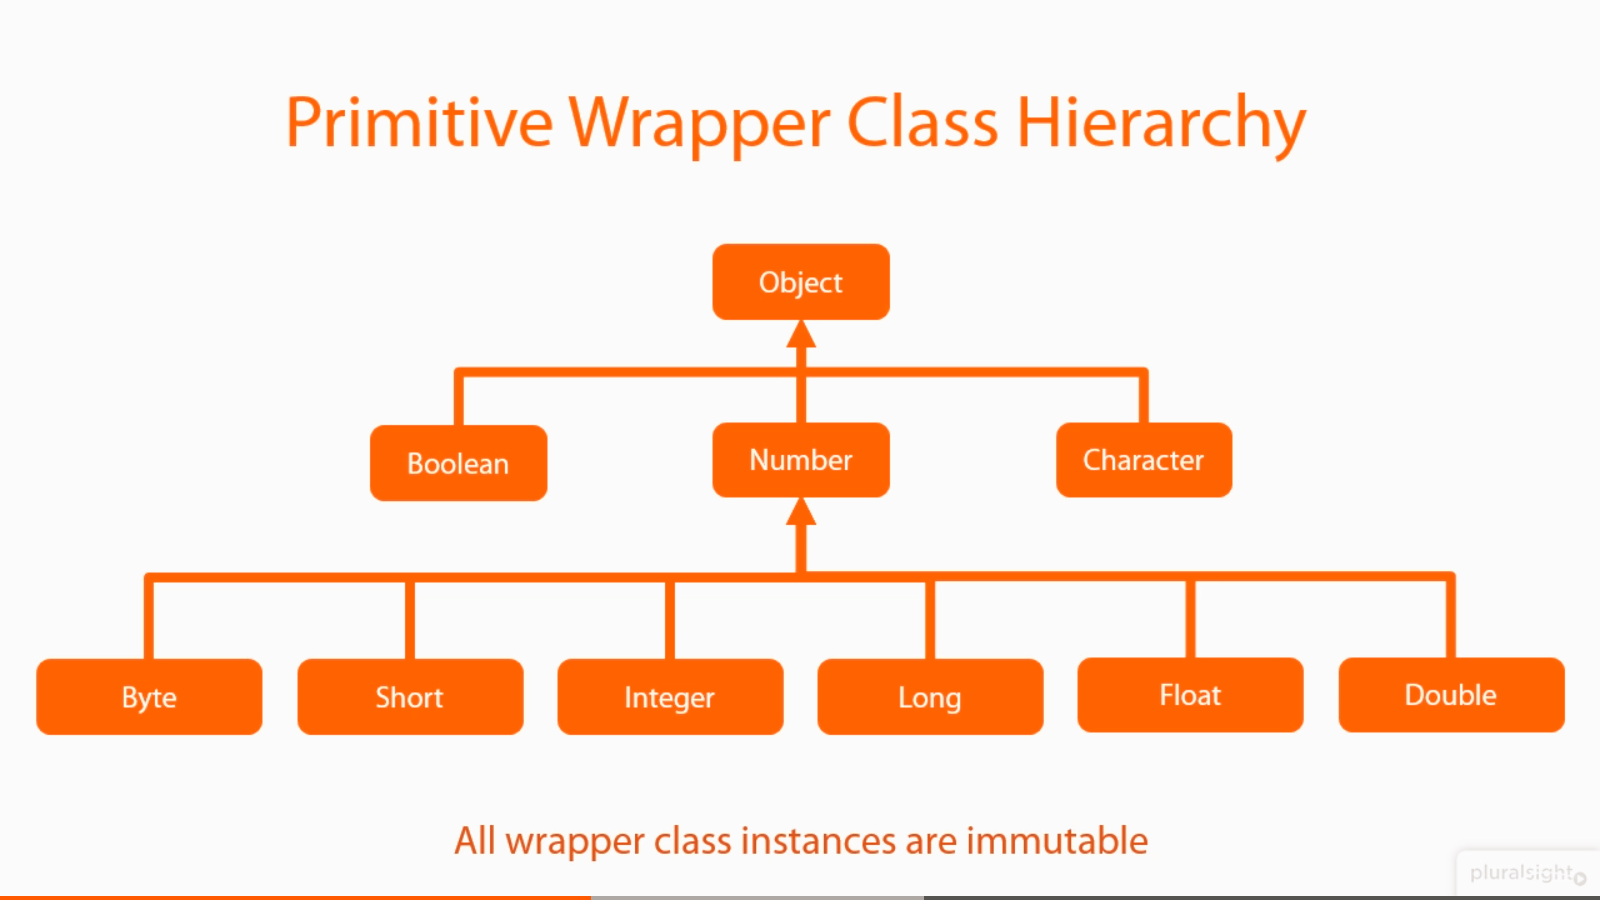 Primitive Wrapper Class Hierarchy
Object
Boolean
Number
Character
Byte
Short
Integer
Long
Float
Double
All wrapper class instances are immutable
pluralsight